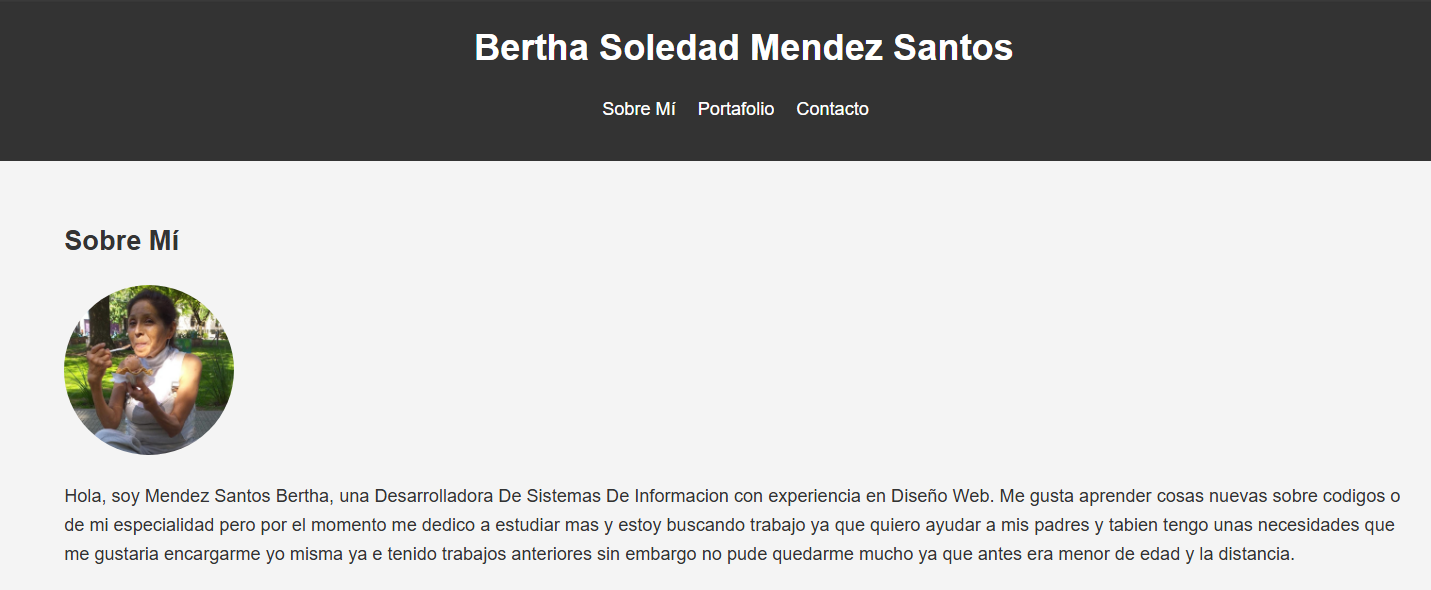 Bertha Soledad Mendez Santos
Sobre Mí Portafolio Contacto
Sobre Mí
Hola, soy Mendez Santos Bertha, una Desarrolladora De Sistemas De Informacion con experiencia en Diseño Web. Me gusta aprender cosas nuevas sobre codigos o
de mi especialidad pero por el momento me dedico a estudiar mas y estoy buscando trabajo ya que quiero ayudar a mis padres y tabien tengo unas necesidades que
me gustaria encargarme yo misma ya e tenido trabajos anteriores sin embargo no pude quedarme mucho ya que antes era menor de edad y la distancia.